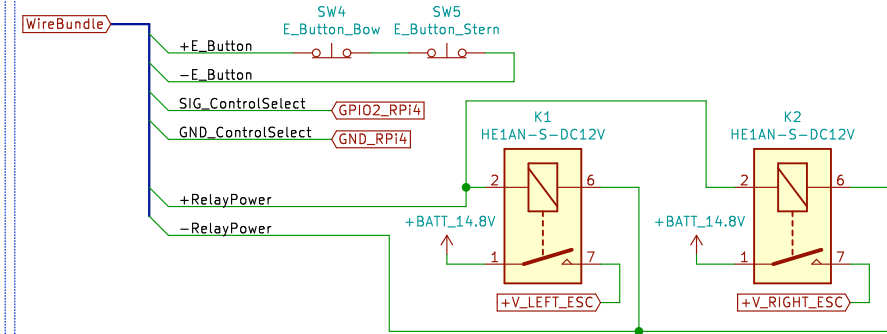 SW4
SW5
WireBundle
E_Button_Bow
E_Button_Stern
+E_Button
−E_Button
SIG_ControlSelect
GPIO2_RPi4
GND_ControlSelect
GND_RPi4
K1
HE1AN-S-DC12V
K2
HE1AN-S-DC12V
2
6
2
6
+RelayPower
−RelayPower
+BATT_14.8V
+BATT_14.8V
1
7
1
7
+V_LEFT_ESC
+V_RIGHT_ESC